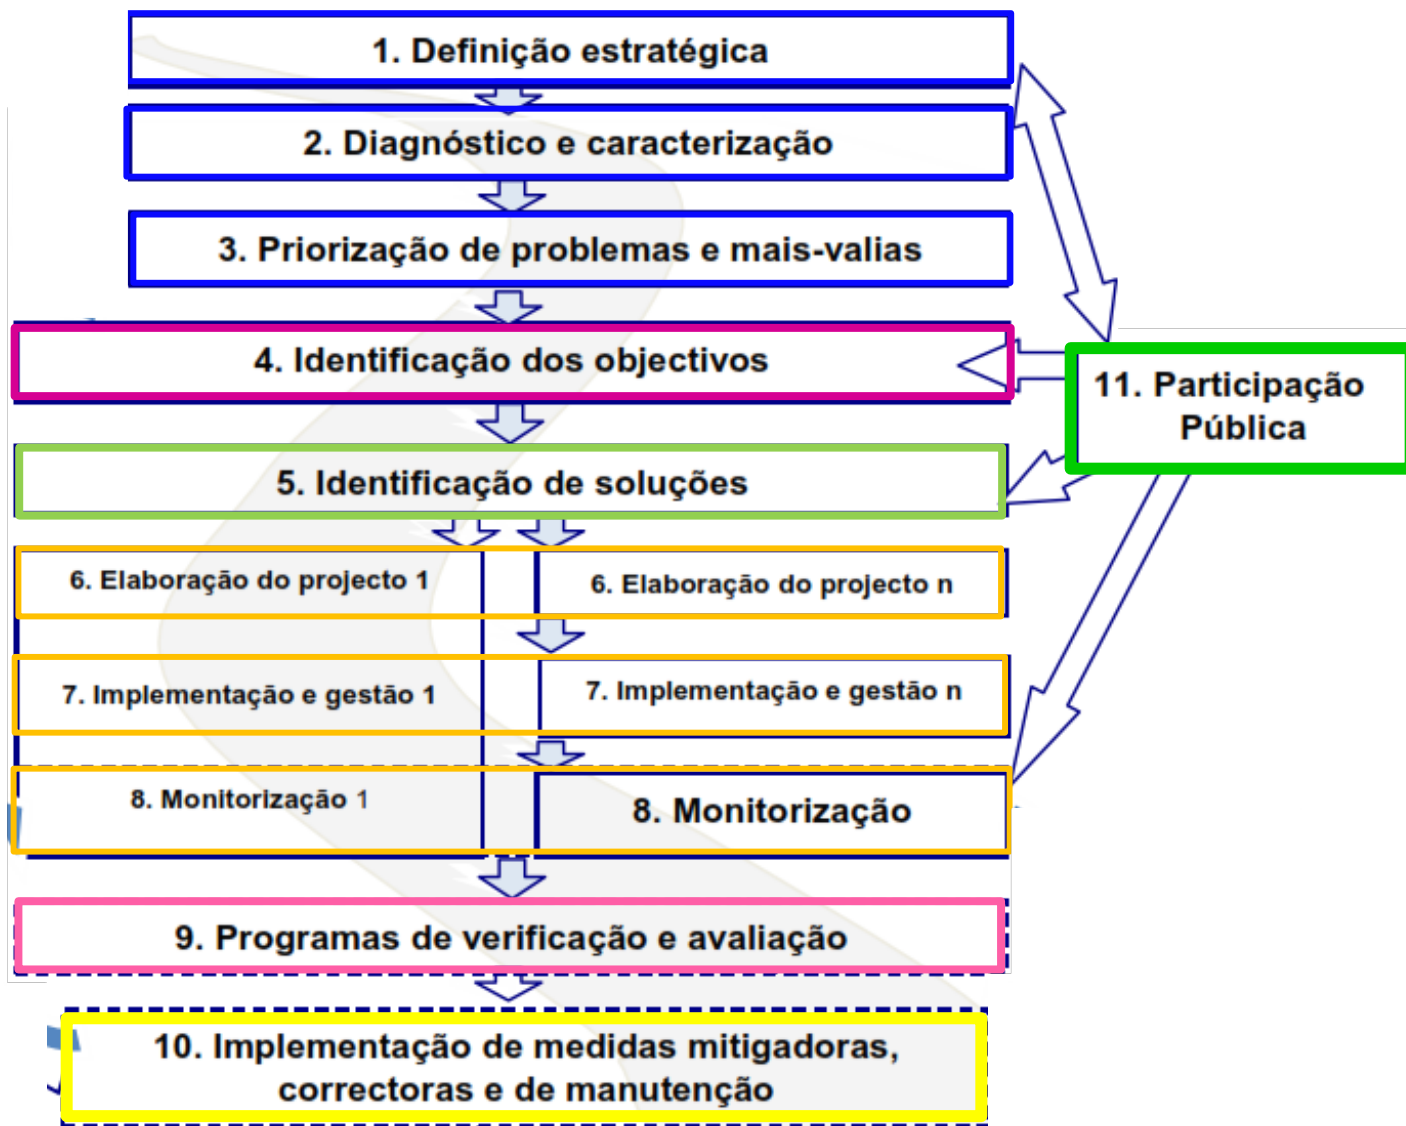 1. Definição estratégica
2. Diagnóstico e caracterização
3. Priorização de problemas e mais-valias
4. Identificação dos objectivos
11. Participação
Pública
5. Identificação de soluções
6. Elaboração do projecto 1
6. Elaboração do projecto n
7. Implementação e gestão 1
7. Implementação e gestão n
8. Monitorização 1
8. Monitorização
9. Programas de verificação e avaliação
10. Implementação de medidas mitigadoras,
correctoras e de manutenção